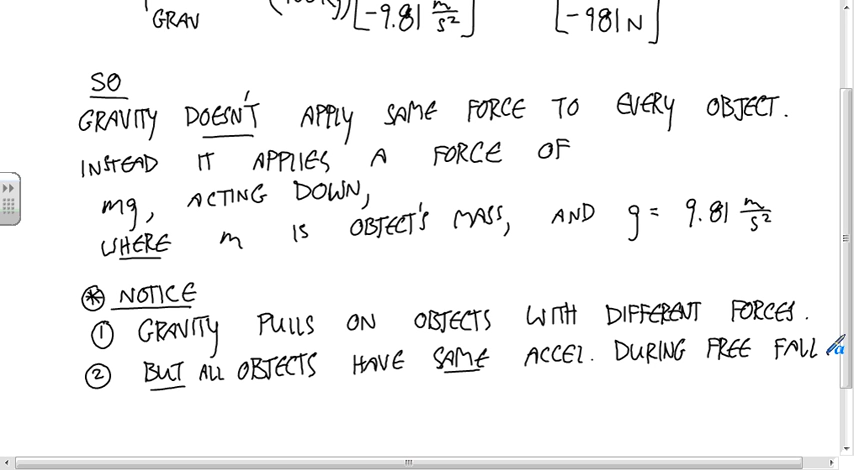 GRAV [-9.81 m/s²] [-981 N]
SO
GRAVITY DOESN'T APPLY SAME FORCE TO EVERY OBJECT.
INSTEAD IT APPLIES A FORCE OF
mg, ACTING DOWN,
WHERE m IS OBJECT'S MASS, AND g = 9.81 m/s²
⊛ NOTICE
① GRAVITY PULLS ON OBJECTS WITH DIFFERENT FORCES.
② BUT ALL OBJECTS HAVE SAME ACCEL. DURING FREE FALL